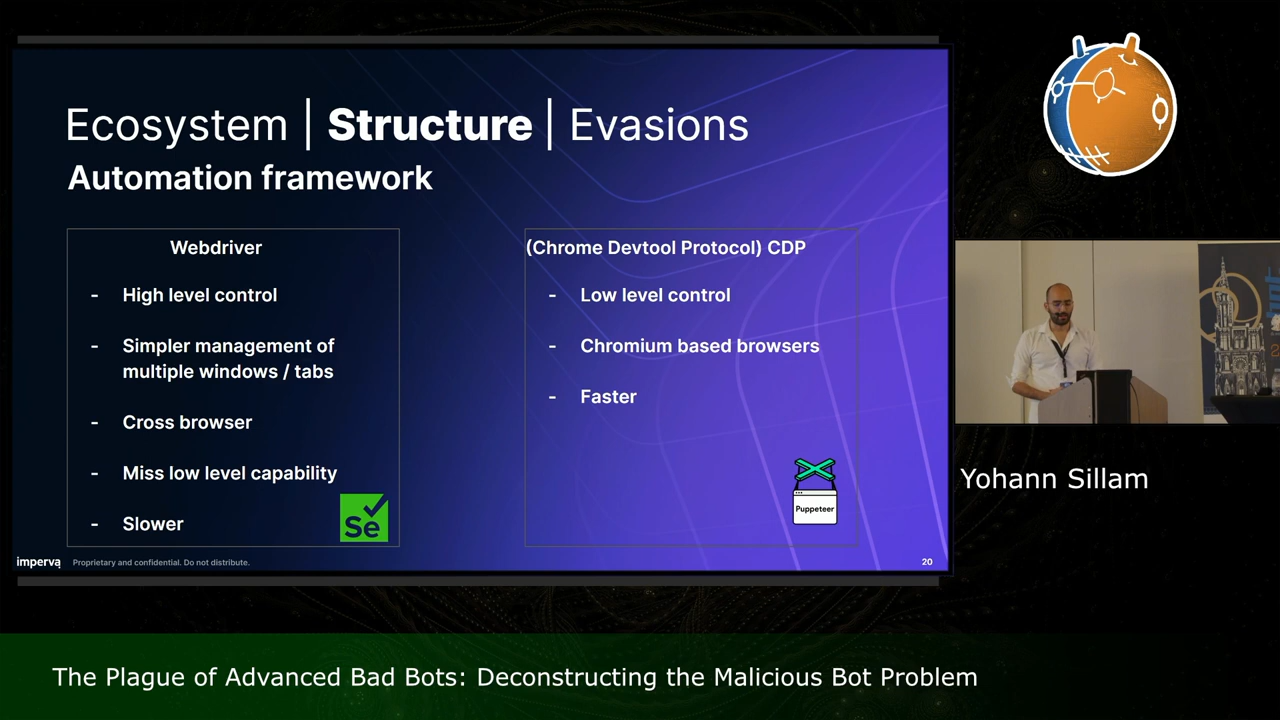 Ecosystem | Structure | Evasions
Automation framework
Webdriver
- High level control
- Simpler management of
multiple windows / tabs
- Cross browser
- Miss low level capability
- Slower
Se
(Chrome Devtool Protocol) CDP
- Low level control
- Chromium based browsers
- Faster
Puppeteer
imperva
Proprietary and confidential. Do not distribute.
20
Yohann Sillam
The Plague of Advanced Bad Bots: Deconstructing the Malicious Bot Problem